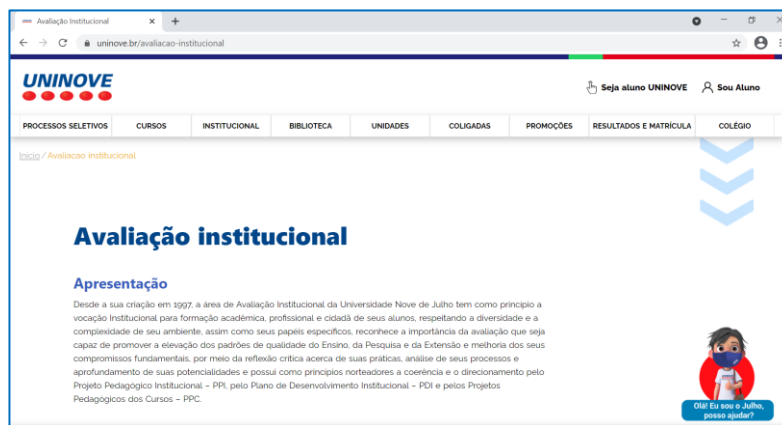 Avaliação Institucional
uninove.br/avaliacao-institucional
UNINOVE
Seja aluno UNINOVE
Sou Aluno
PROCESSOS SELETIVOS
CURSOS
INSTITUCIONAL
BIBLIOTECA
UNIDADES
COLIGADAS
PROMOÇÕES
RESULTADOS E MATRÍCULA
COLÉGIO
Início / Avaliacao institucional
Avaliação institucional
Apresentação
Desde a sua criação em 1997, a área de Avaliação Institucional da Universidade Nove de Julho tem como princípio a
vocação Institucional para formação acadêmica, profissional e cidadã de seus alunos, respeitando a diversidade e a
complexidade de seu ambiente, assim como seus papéis específicos, reconhece a importância da avaliação que seja
capaz de promover a elevação dos padrões de qualidade do Ensino, da Pesquisa e da Extensão e melhoria dos seus
compromissos fundamentais, por meio da reflexão crítica acerca de suas práticas, análise de seus processos e
aprofundamento de suas potencialidades e possui como princípios norteadores a coerência e o direcionamento pelo
Projeto Pedagógico Institucional – PPI, pelo Plano de Desenvolvimento Institucional – PDI e pelos Projetos
Pedagógicos dos Cursos – PPC.
Olá! Eu sou o Julho,
posso ajudar?